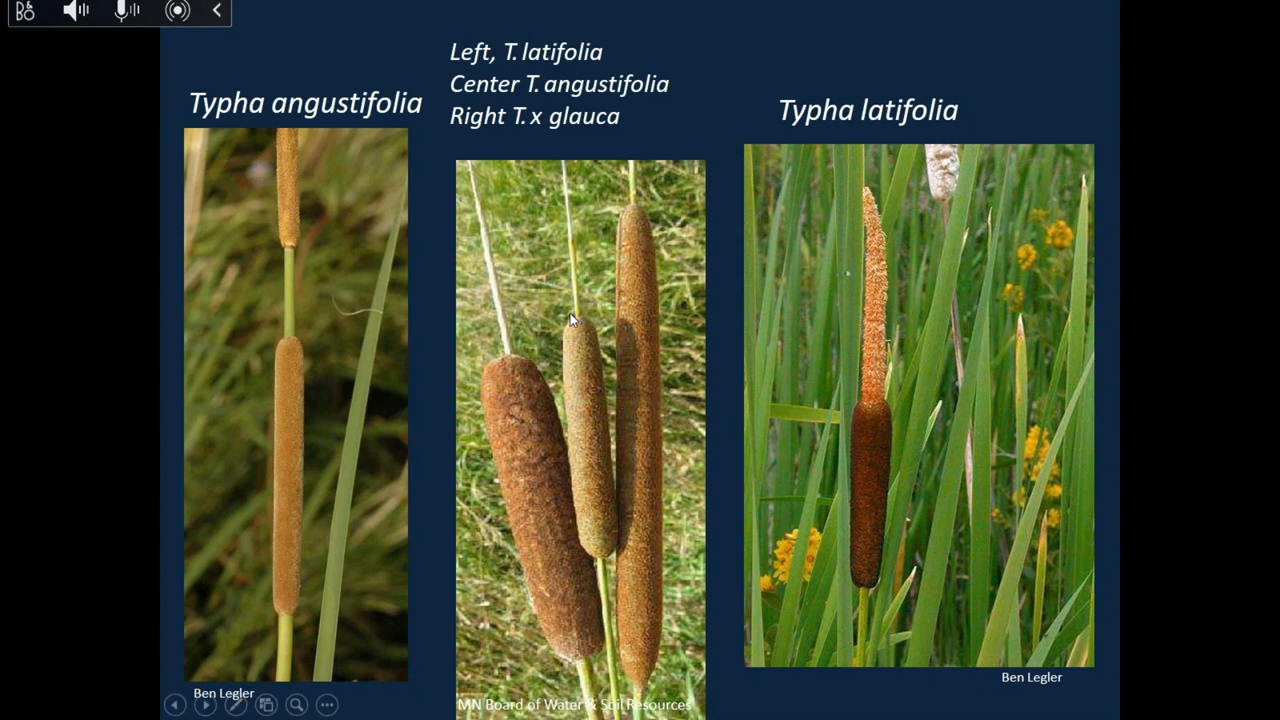 Left, T. latifolia
Center T. angustifolia
Right T. x glauca
Typha angustifolia
Typha latifolia
Ben Legler
MN Board of Water & Soil Resources
Ben Legler